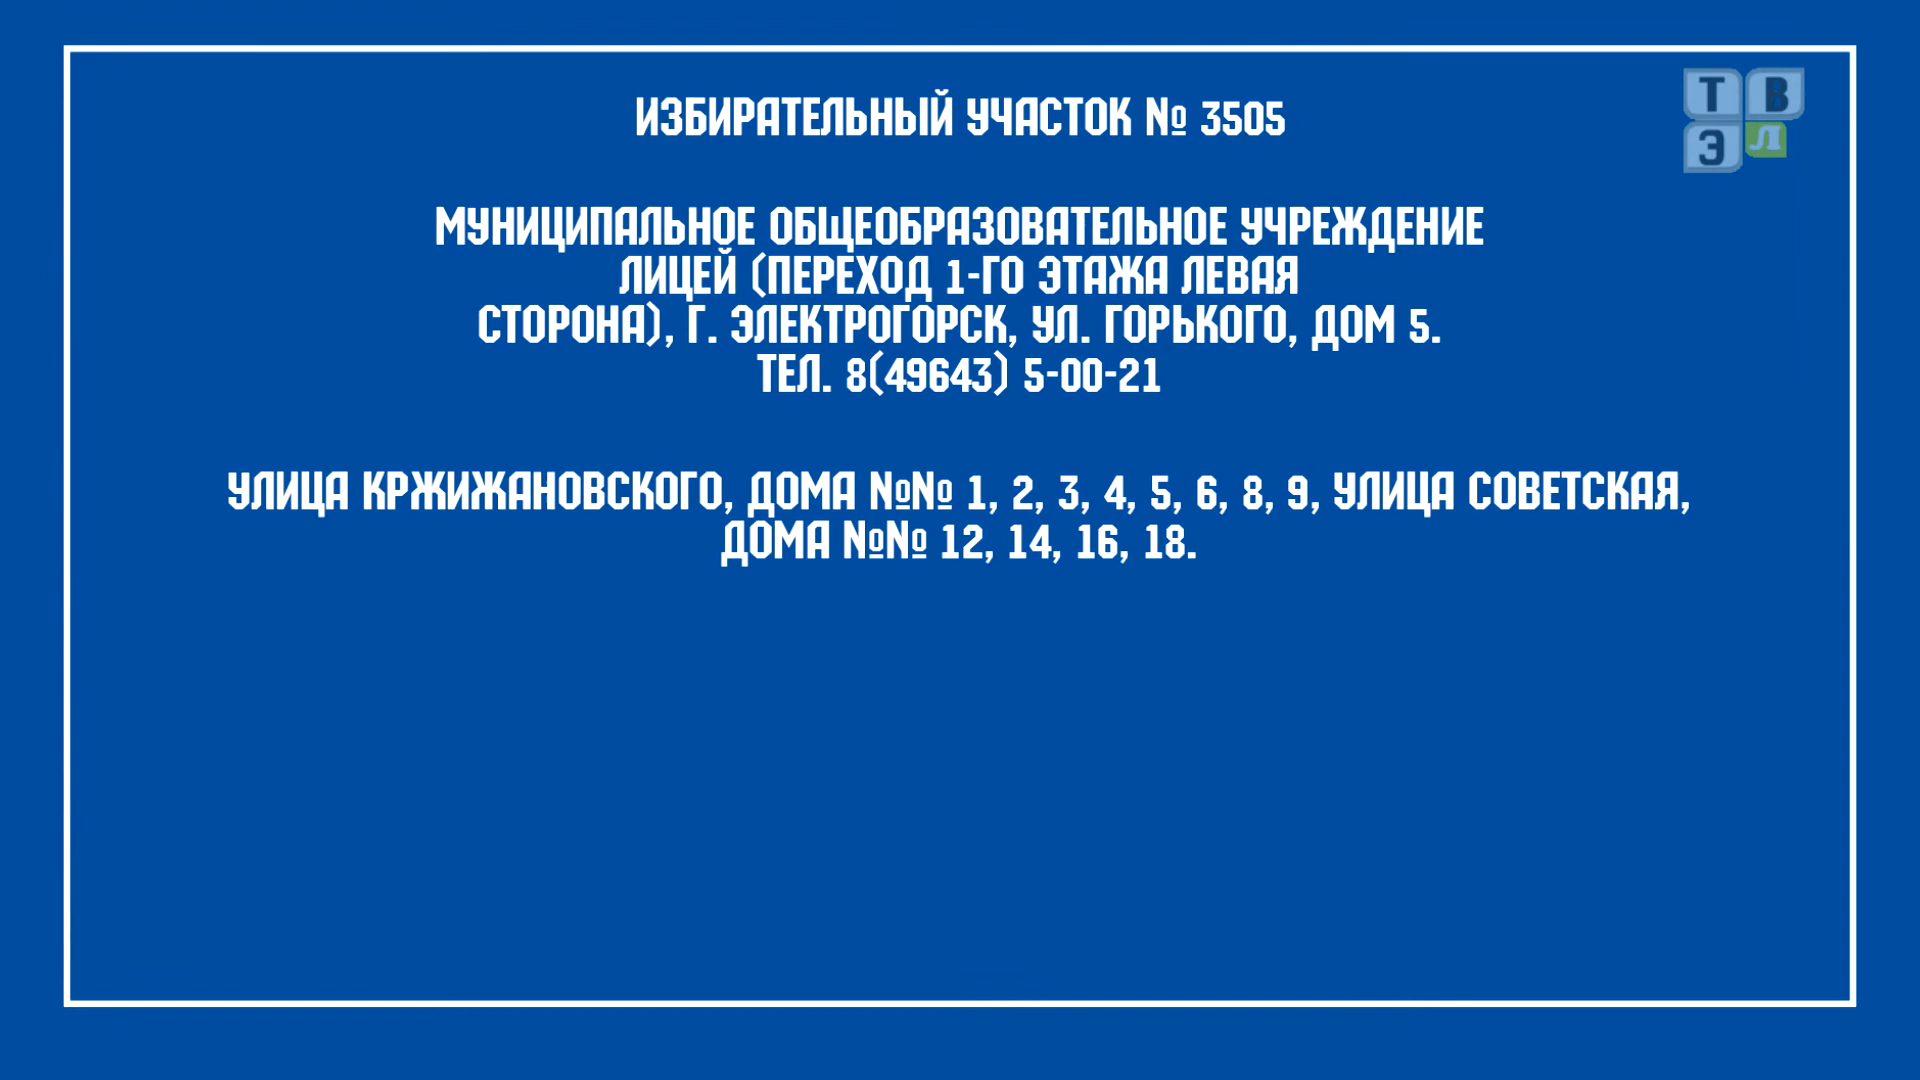 ИЗБИРАТЕЛЬНЫЙ УЧАСТОК № 3505
ТВ
ЭЛ
МУНИЦИПАЛЬНОЕ ОБЩЕОБРАЗОВАТЕЛЬНОЕ УЧРЕЖДЕНИЕ
ЛИЦЕЙ (ПЕРЕХОД 1-ГО ЭТАЖА ЛЕВАЯ
СТОРОНА), Г. ЭЛЕКТРОГОРСК, УЛ. ГОРЬКОГО, ДОМ 5.
ТЕЛ. 8(49643) 5-00-21
УЛИЦА КРЖИЖАНОВСКОГО, ДОМА №№ 1, 2, 3, 4, 5, 6, 8, 9, УЛИЦА СОВЕТСКАЯ,
ДОМА №№ 12, 14, 16, 18.